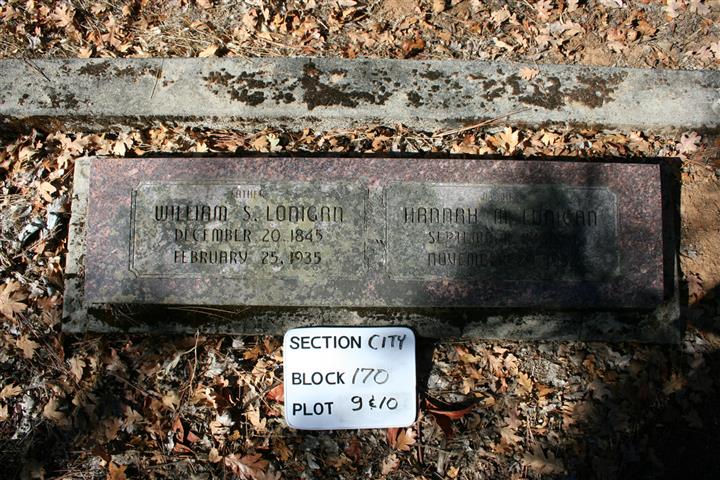 FATHER
WILLIAM S. LONIGAN
DECEMBER 20, 1845
FEBRUARY 25, 1935
HANNAH M. LONIGAN
SECTION CITY
BLOCK 170
PLOT 9 & 10